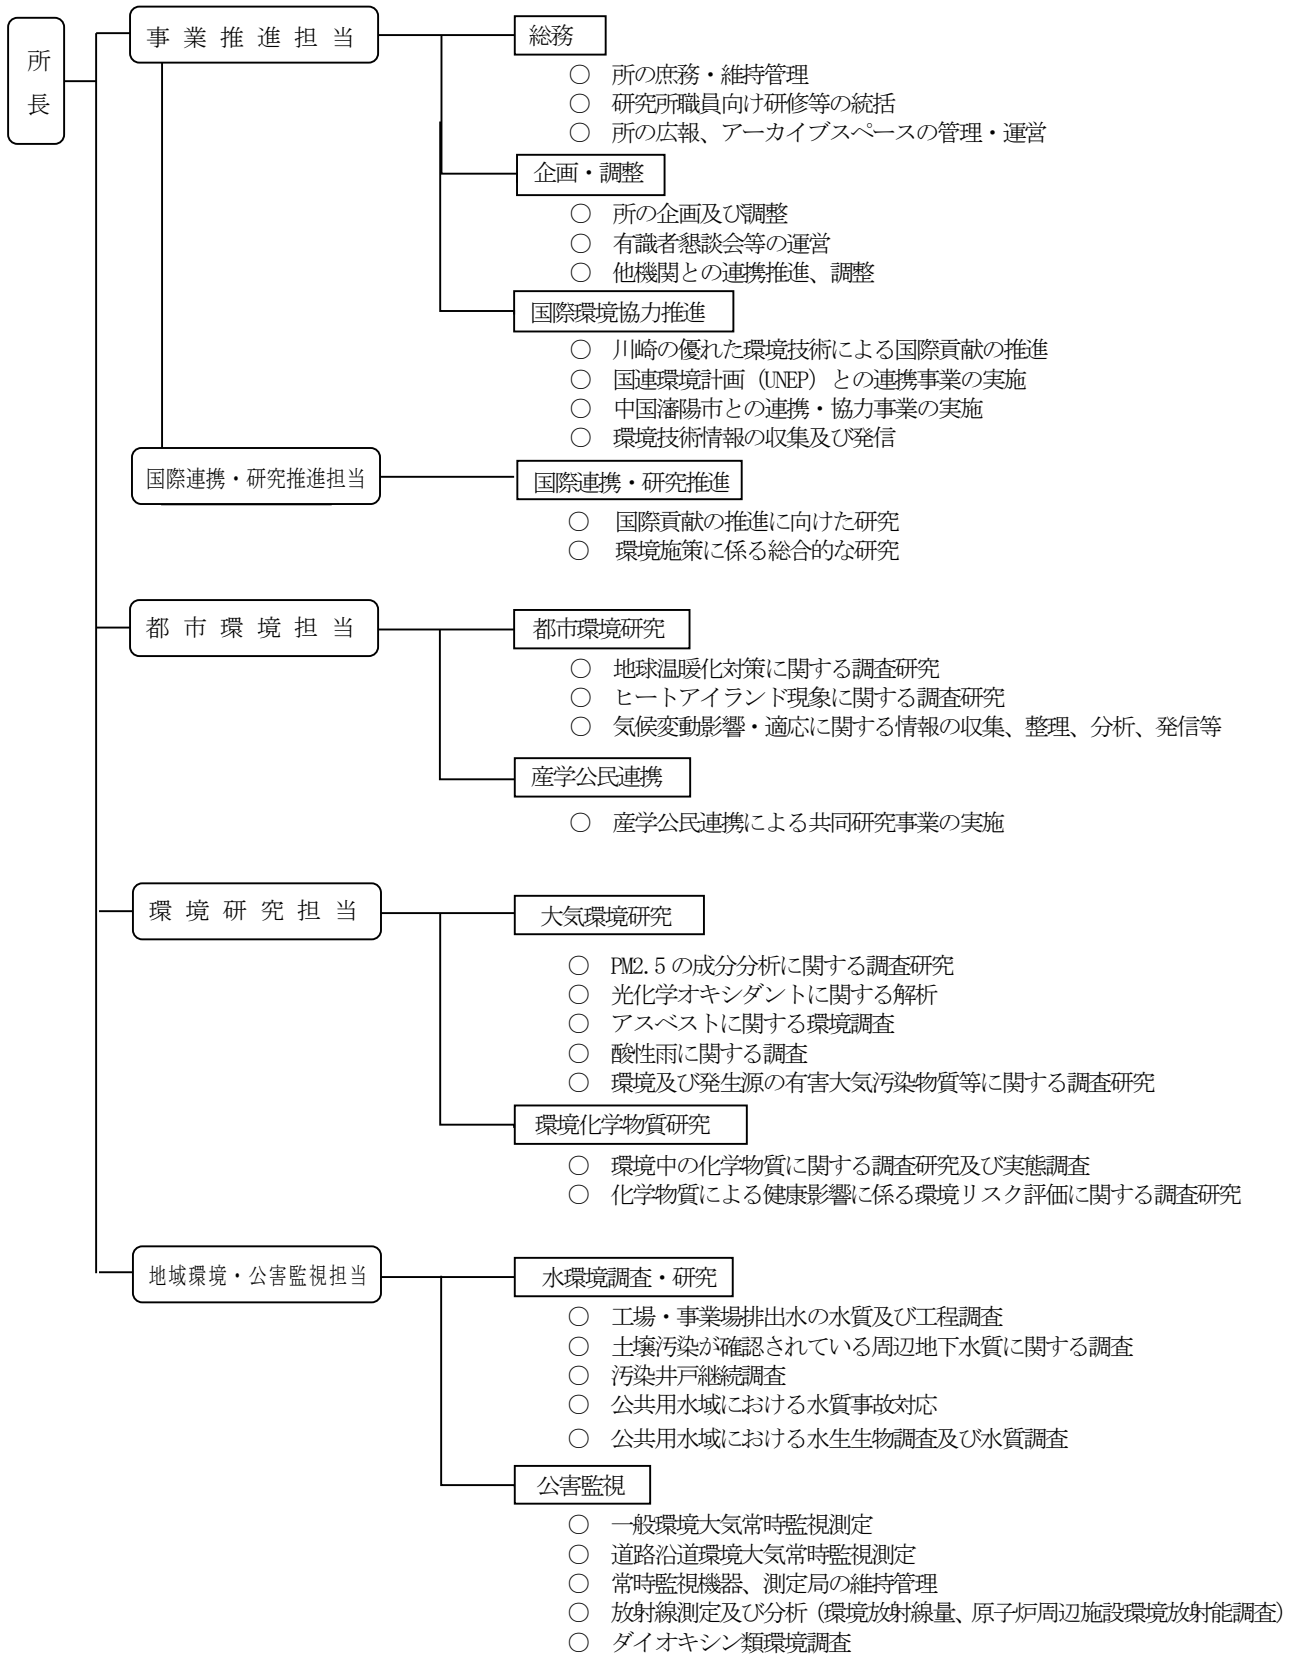 所長
事業推進担当
総務
○ 所の庶務・維持管理
○ 研究所職員向け研修等の統括
○ 所の広報、アーカイブスペースの管理・運営
企画・調整
○ 所の企画及び調整
○ 有識者懇談会等の運営
○ 他機関との連携推進、調整
国際環境協力推進
○ 川崎の優れた環境技術による国際貢献の推進
○ 国連環境計画（UNEP）との連携事業の実施
○ 中国瀋陽市との連携・協力事業の実施
○ 環境技術情報の収集及び発信
国際連携・研究推進担当
国際連携・研究推進
○ 国際貢献の推進に向けた研究
○ 環境施策に係る総合的な研究
都市環境担当
都市環境研究
○ 地球温暖化対策に関する調査研究
○ ヒートアイランド現象に関する調査研究
○ 気候変動影響・適応に関する情報の収集、整理、分析、発信等
産学公民連携
○ 産学公民連携による共同研究事業の実施
環境研究担当
大気環境研究
○ PM2.5の成分分析に関する調査研究
○ 光化学オキシダントに関する解析
○ アスベストに関する環境調査
○ 酸性雨に関する調査
○ 環境及び発生源の有害大気汚染物質等に関する調査研究
環境化学物質研究
○ 環境中の化学物質に関する調査研究及び実態調査
○ 化学物質による健康影響に係る環境リスク評価に関する調査研究
地域環境・公害監視担当
水環境調査・研究
○ 工場・事業場排出水の水質及び工程調査
○ 土壌汚染が確認されている周辺地下水質に関する調査
○ 汚染井戸継続調査
○ 公共用水域における水質事故対応
○ 公共用水域における水生生物調査及び水質調査
公害監視
○ 一般環境大気常時監視測定
○ 道路沿道環境大気常時監視測定
○ 常時監視機器、測定局の維持管理
○ 放射線測定及び分析（環境放射線量、原子炉周辺施設環境放射能調査）
○ ダイオキシン類環境調査